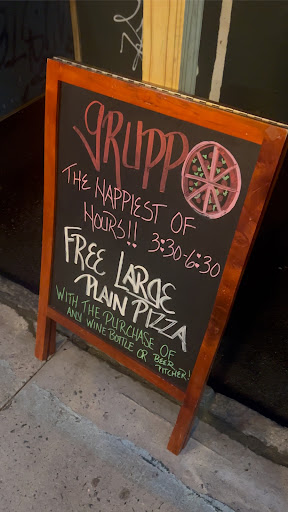 GRUPPO
THE NAPPIEST OF
HOURS!! 3:30-6:30
FREE LARGE
PLAIN PIZZA
WITH THE PURCHASE OF
ANY WINE BOTTLE OR BEER
PITCHER!